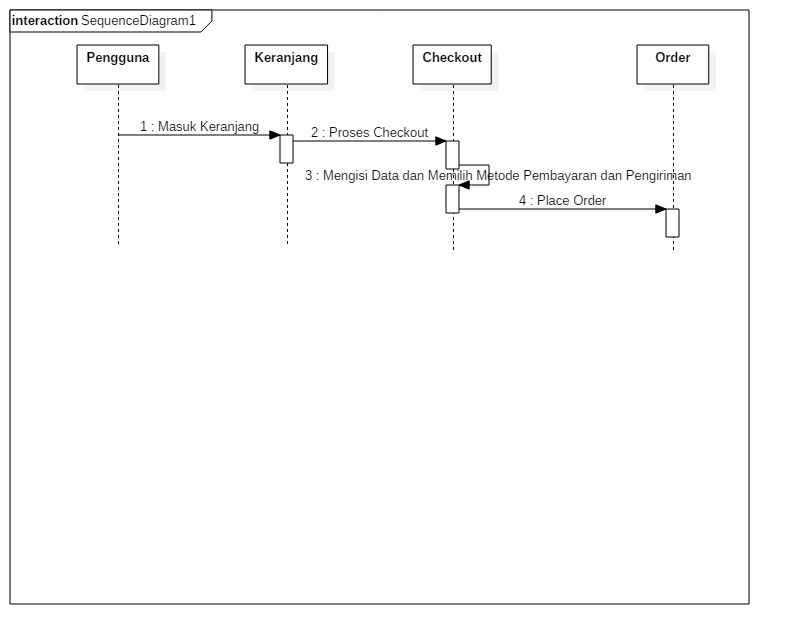 interaction SequenceDiagram1
Pengguna
Keranjang
Checkout
Order
1 : Masuk Keranjang
2 : Proses Checkout
3 : Mengisi Data dan Memilih Metode Pembayaran dan Pengiriman
4 : Place Order